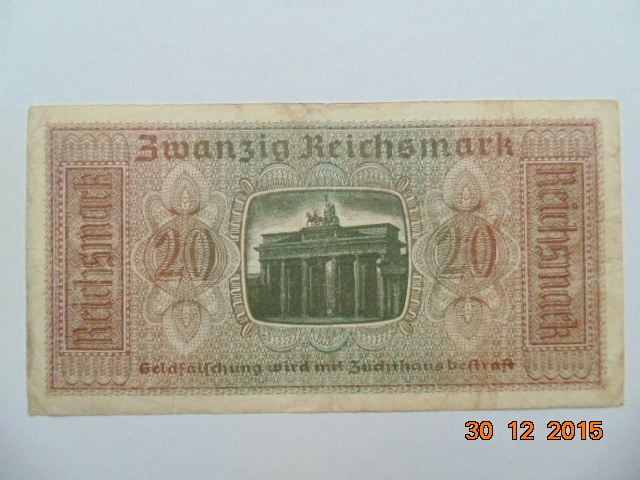 Zwanzig Reichsmark
Reichsmark
20
20
Reichsmark
Geldfälschung wird mit Zuchthaus bestraft
30 12 2015